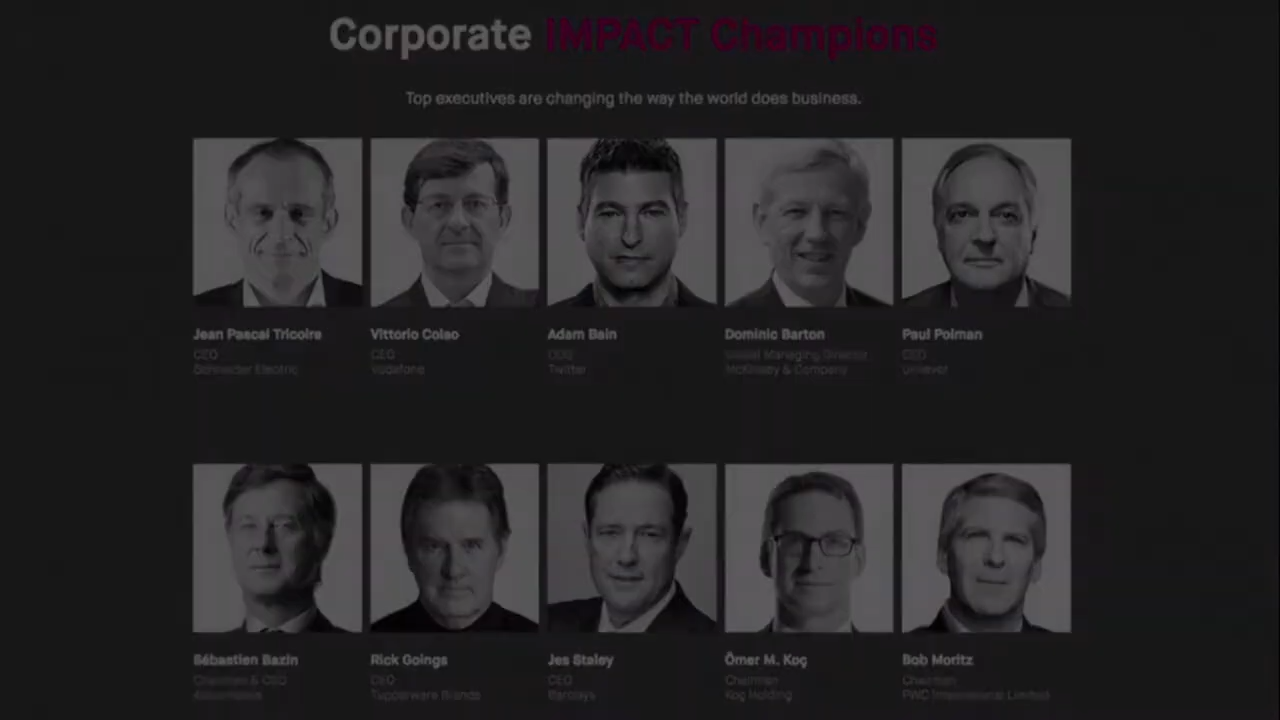 Corporate IMPACT Champions
Top executives are changing the way the world does business.
Jean Pascal Tricoire
CEO
Schneider Electric
Vittorio Colao
CEO
Vodafone
Adam Bain
COO
Twitter
Dominic Barton
Global Managing Director
McKinsey & Company
Paul Polman
CEO
Unilever
Sébastien Bazin
Chairman & CEO
AccorHotels
Rick Goings
CEO
Tupperware Brands
Jes Staley
CEO
Barclays
Ömer M. Koç
Chairman
Koç Holding
Bob Moritz
Chairman
PWC International Limited